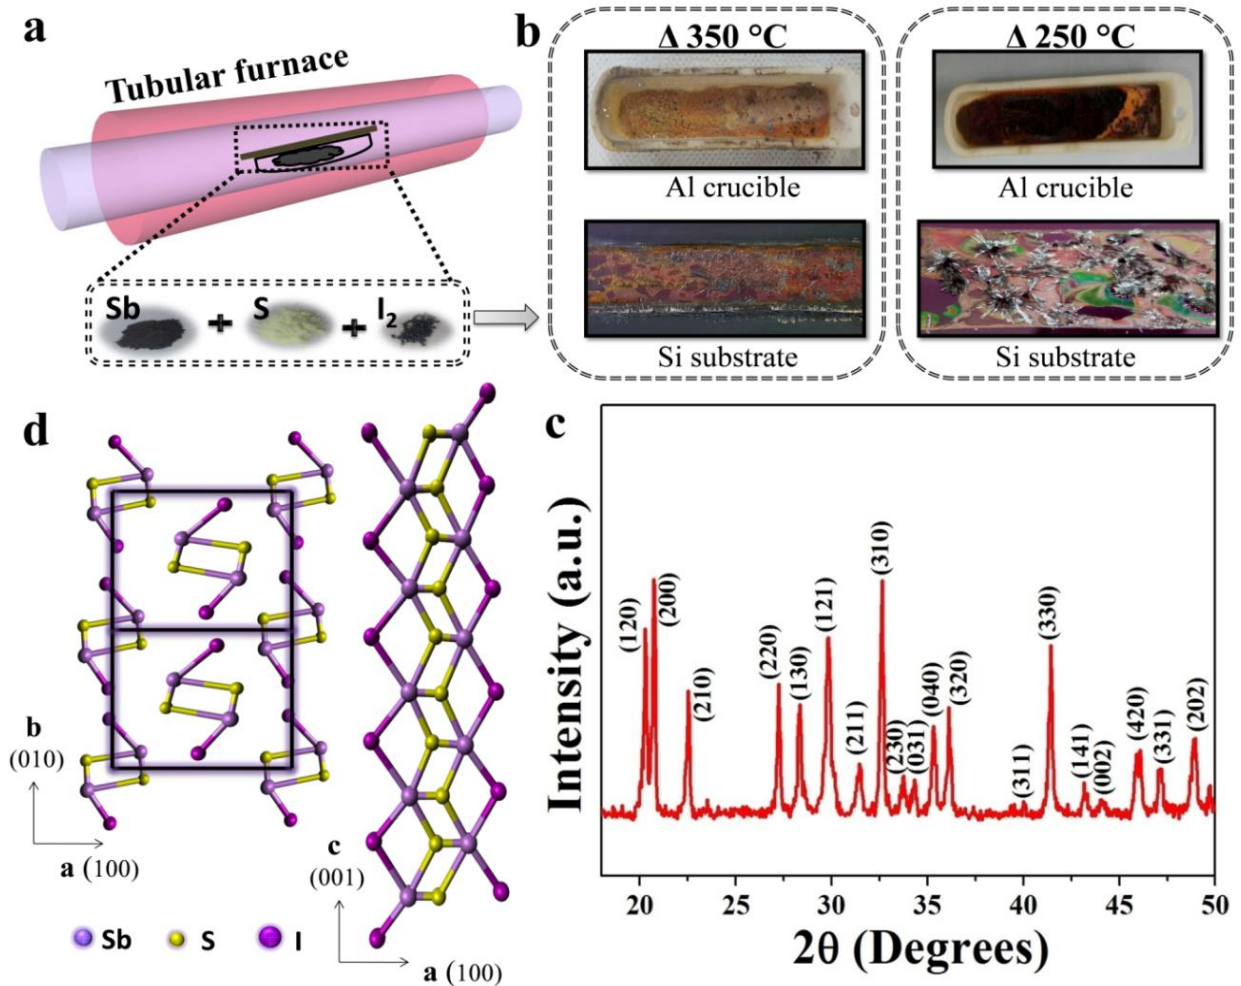 a
Tubular furnace
Sb + S + I2
b
Δ 350 °C
Al crucible
Si substrate
Δ 250 °C
Al crucible
Si substrate
d
b
(010)
a (100)
c
(001)
a (100)
Sb S I
c
Intensity (a.u.)
(120)
(200)
(210)
(220)
(130)
(121)
(211)
(310)
(230)
(031)
(040)
(320)
(311)
(330)
(141)
(002)
(420)
(331)
(202)
20 25 30 35 40 45 50
2θ (Degrees)